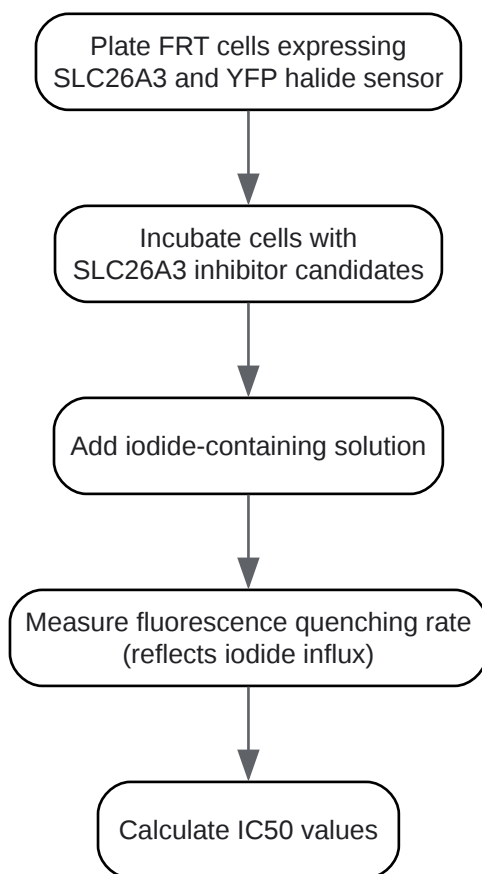 Plate FRT cells expressing
SLC26A3 and YFP halide sensor
Incubate cells with
SLC26A3 inhibitor candidates
Add iodide-containing solution
Measure fluorescence quenching rate
(reflects iodide influx)
Calculate IC50 values